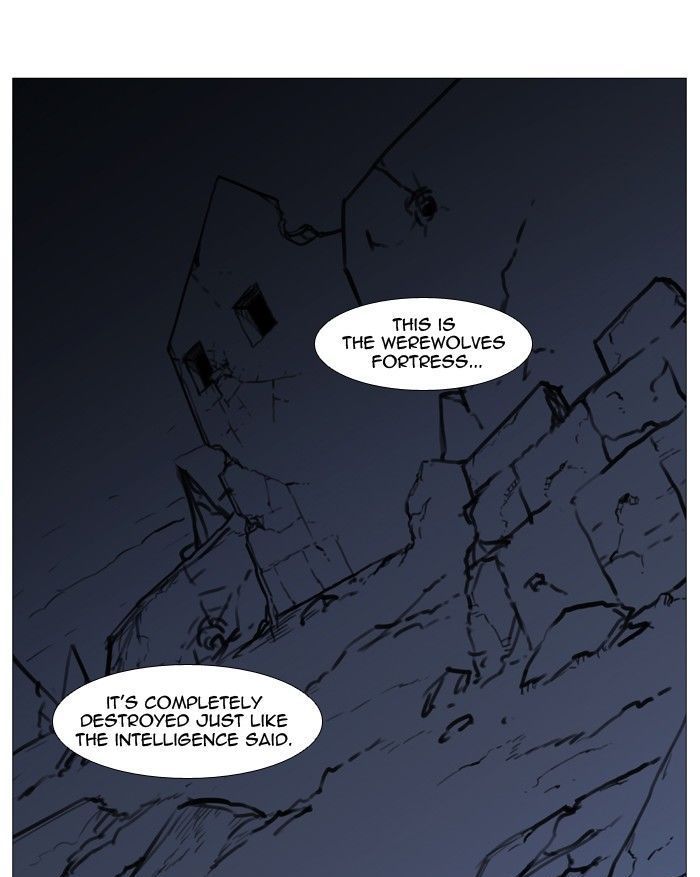 THIS IS
THE WEREWOLVES
FORTRESS...
IT'S COMPLETELY
DESTROYED JUST LIKE
THE INTELLIGENCE SAID.